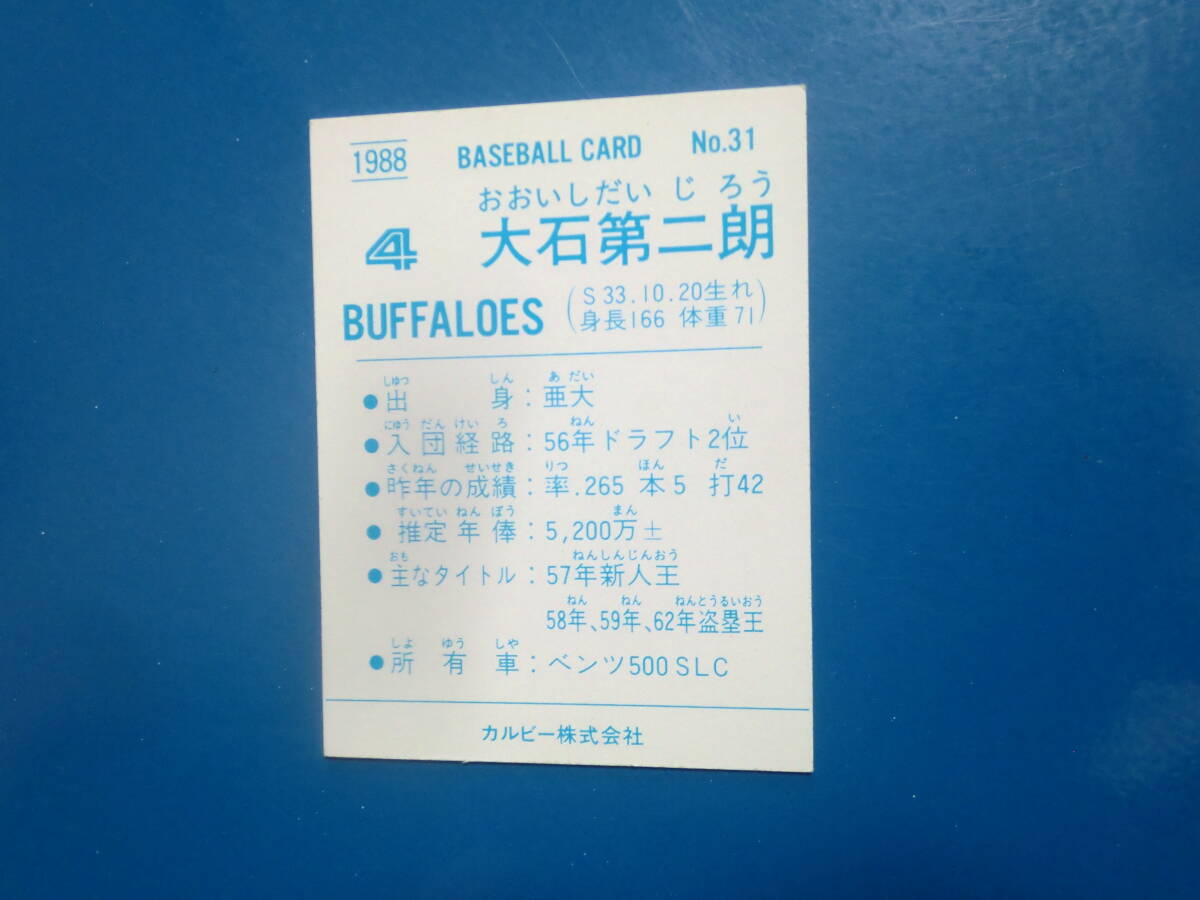 1988 BASEBALL CARD No.31
おおいしだいじろう
4 大石第二朗
BUFFALOES (S33.10.20生れ
身長166 体重71)
しゅつ しん あだい
●出身：亜大
にゅうだんけいろ ねん い
●入団経路：56年ドラフト2位
さくねん せいせき りつ ほん だ
●昨年の成績：率.265 本5 打42
すいていねんぽう まん
●推定年俸：5,200万±
おも ねんしんじんおう
●主なタイトル：57年新人王
ねん ねん ねんとうるいおう
58年、59年、62年盗塁王
しょ ゆう しゃ
●所有車：ベンツ500SLC
カルビー株式会社